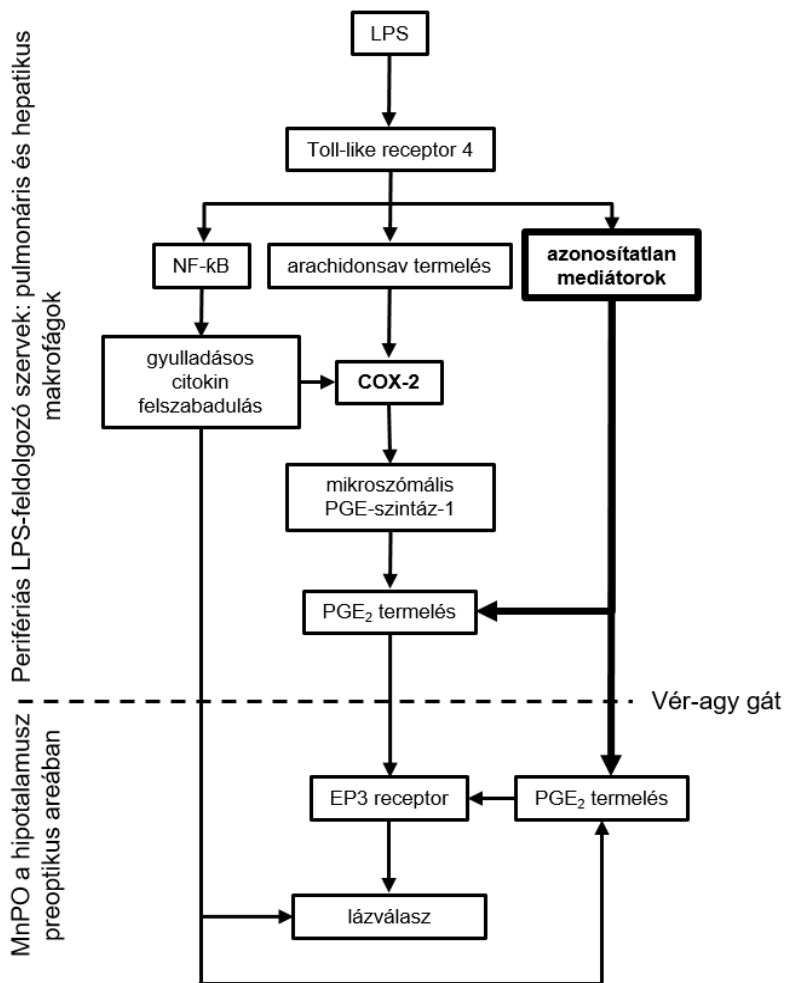 LPS
Toll-like receptor 4
NF-ƙB
arachidonsav termelés
azonosítatlan
mediátorok
gyulladásos
citokin
felszabadulás
COX-2
mikroszómális
PGE-szintáz-1
PGE₂ termelés
Vér-agy gát
EP3 receptor
PGE₂ termelés
lázválasz
Perifériás LPS-feldolgozó szervek: pulmonáris és hepatikus
makrofágok
MnPO a hipotalamusz
preoptikus areában